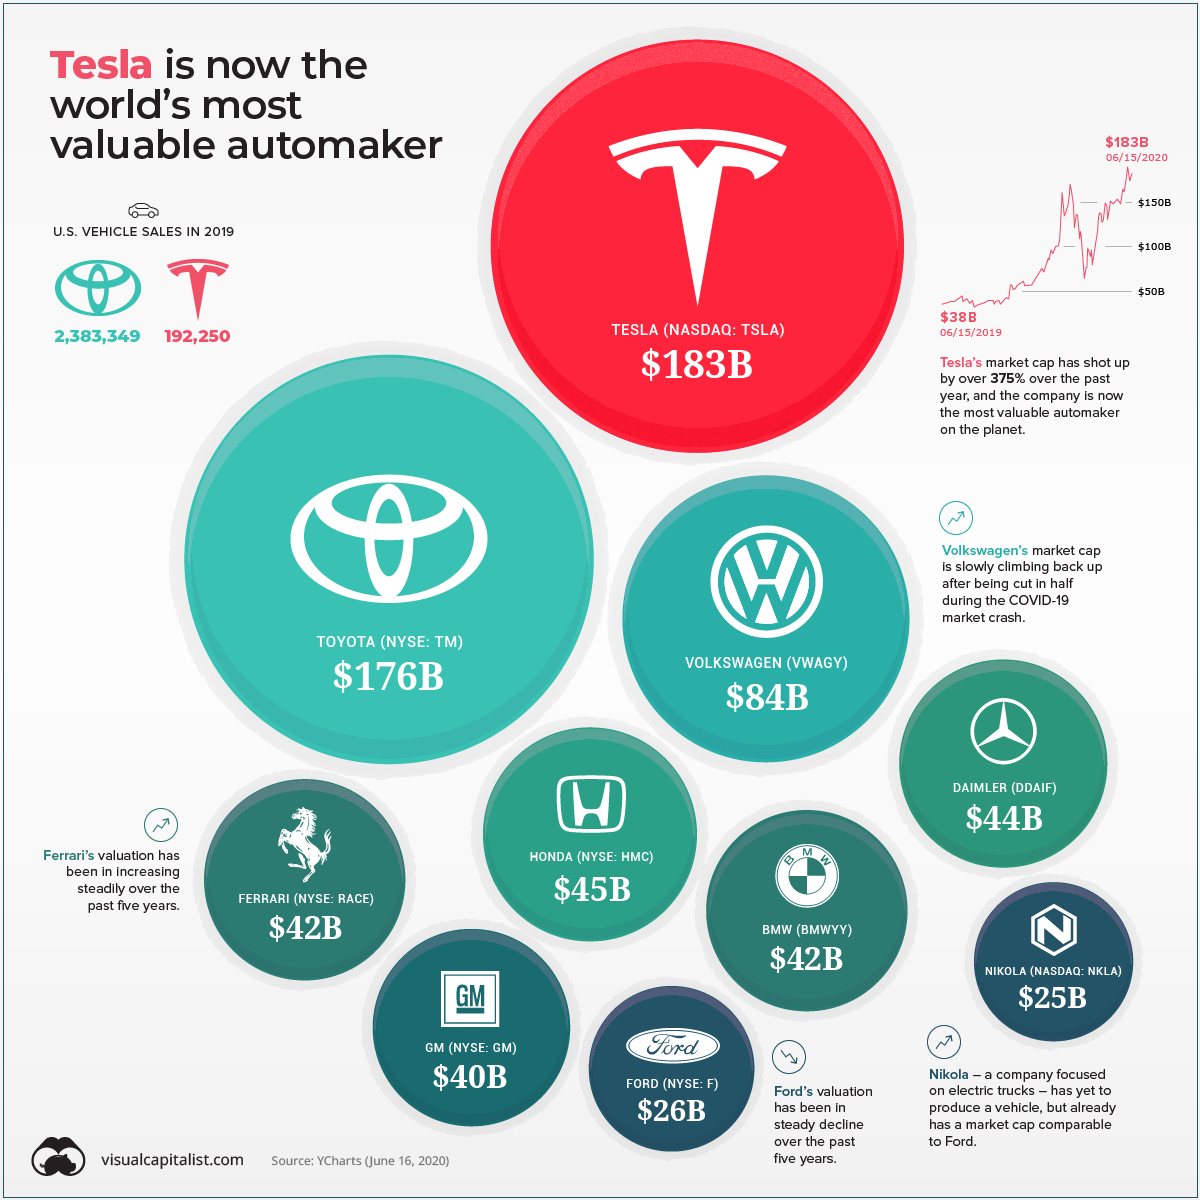 Tesla is now the
world's most
valuable automaker
U.S. VEHICLE SALES IN 2019
2,383,349
192,250
TESLA (NASDAQ: TSLA)
$183B
$183B
06/15/2020
$150B
$100B
$50B
$38B
06/15/2019
Tesla's market cap has shot up
by over 375% over the past
year, and the company is now
the most valuable automaker
on the planet.
TOYOTA (NYSE: TM)
$176B
VOLKSWAGEN (VWAGY)
$84B
Volkswagen's market cap
is slowly climbing back up
after being cut in half
during the COVID-19
market crash.
DAIMLER (DDAIF)
$44B
HONDA (NYSE: HMC)
$45B
Ferrari's valuation has
been in increasing
steadily over the
past five years.
FERRARI (NYSE: RACE)
$42B
BMW
BMW (BMWYY)
$42B
NIKOLA (NASDAQ: NKLA)
$25B
GM
GM (NYSE: GM)
$40B
Ford
FORD (NYSE: F)
$26B
Ford's valuation
has been in
steady decline
over the past
five years.
Nikola – a company focused
on electric trucks – has yet to
produce a vehicle, but already
has a market cap comparable
to Ford.
visualcapitalist.com
Source: YCharts (June 16, 2020)